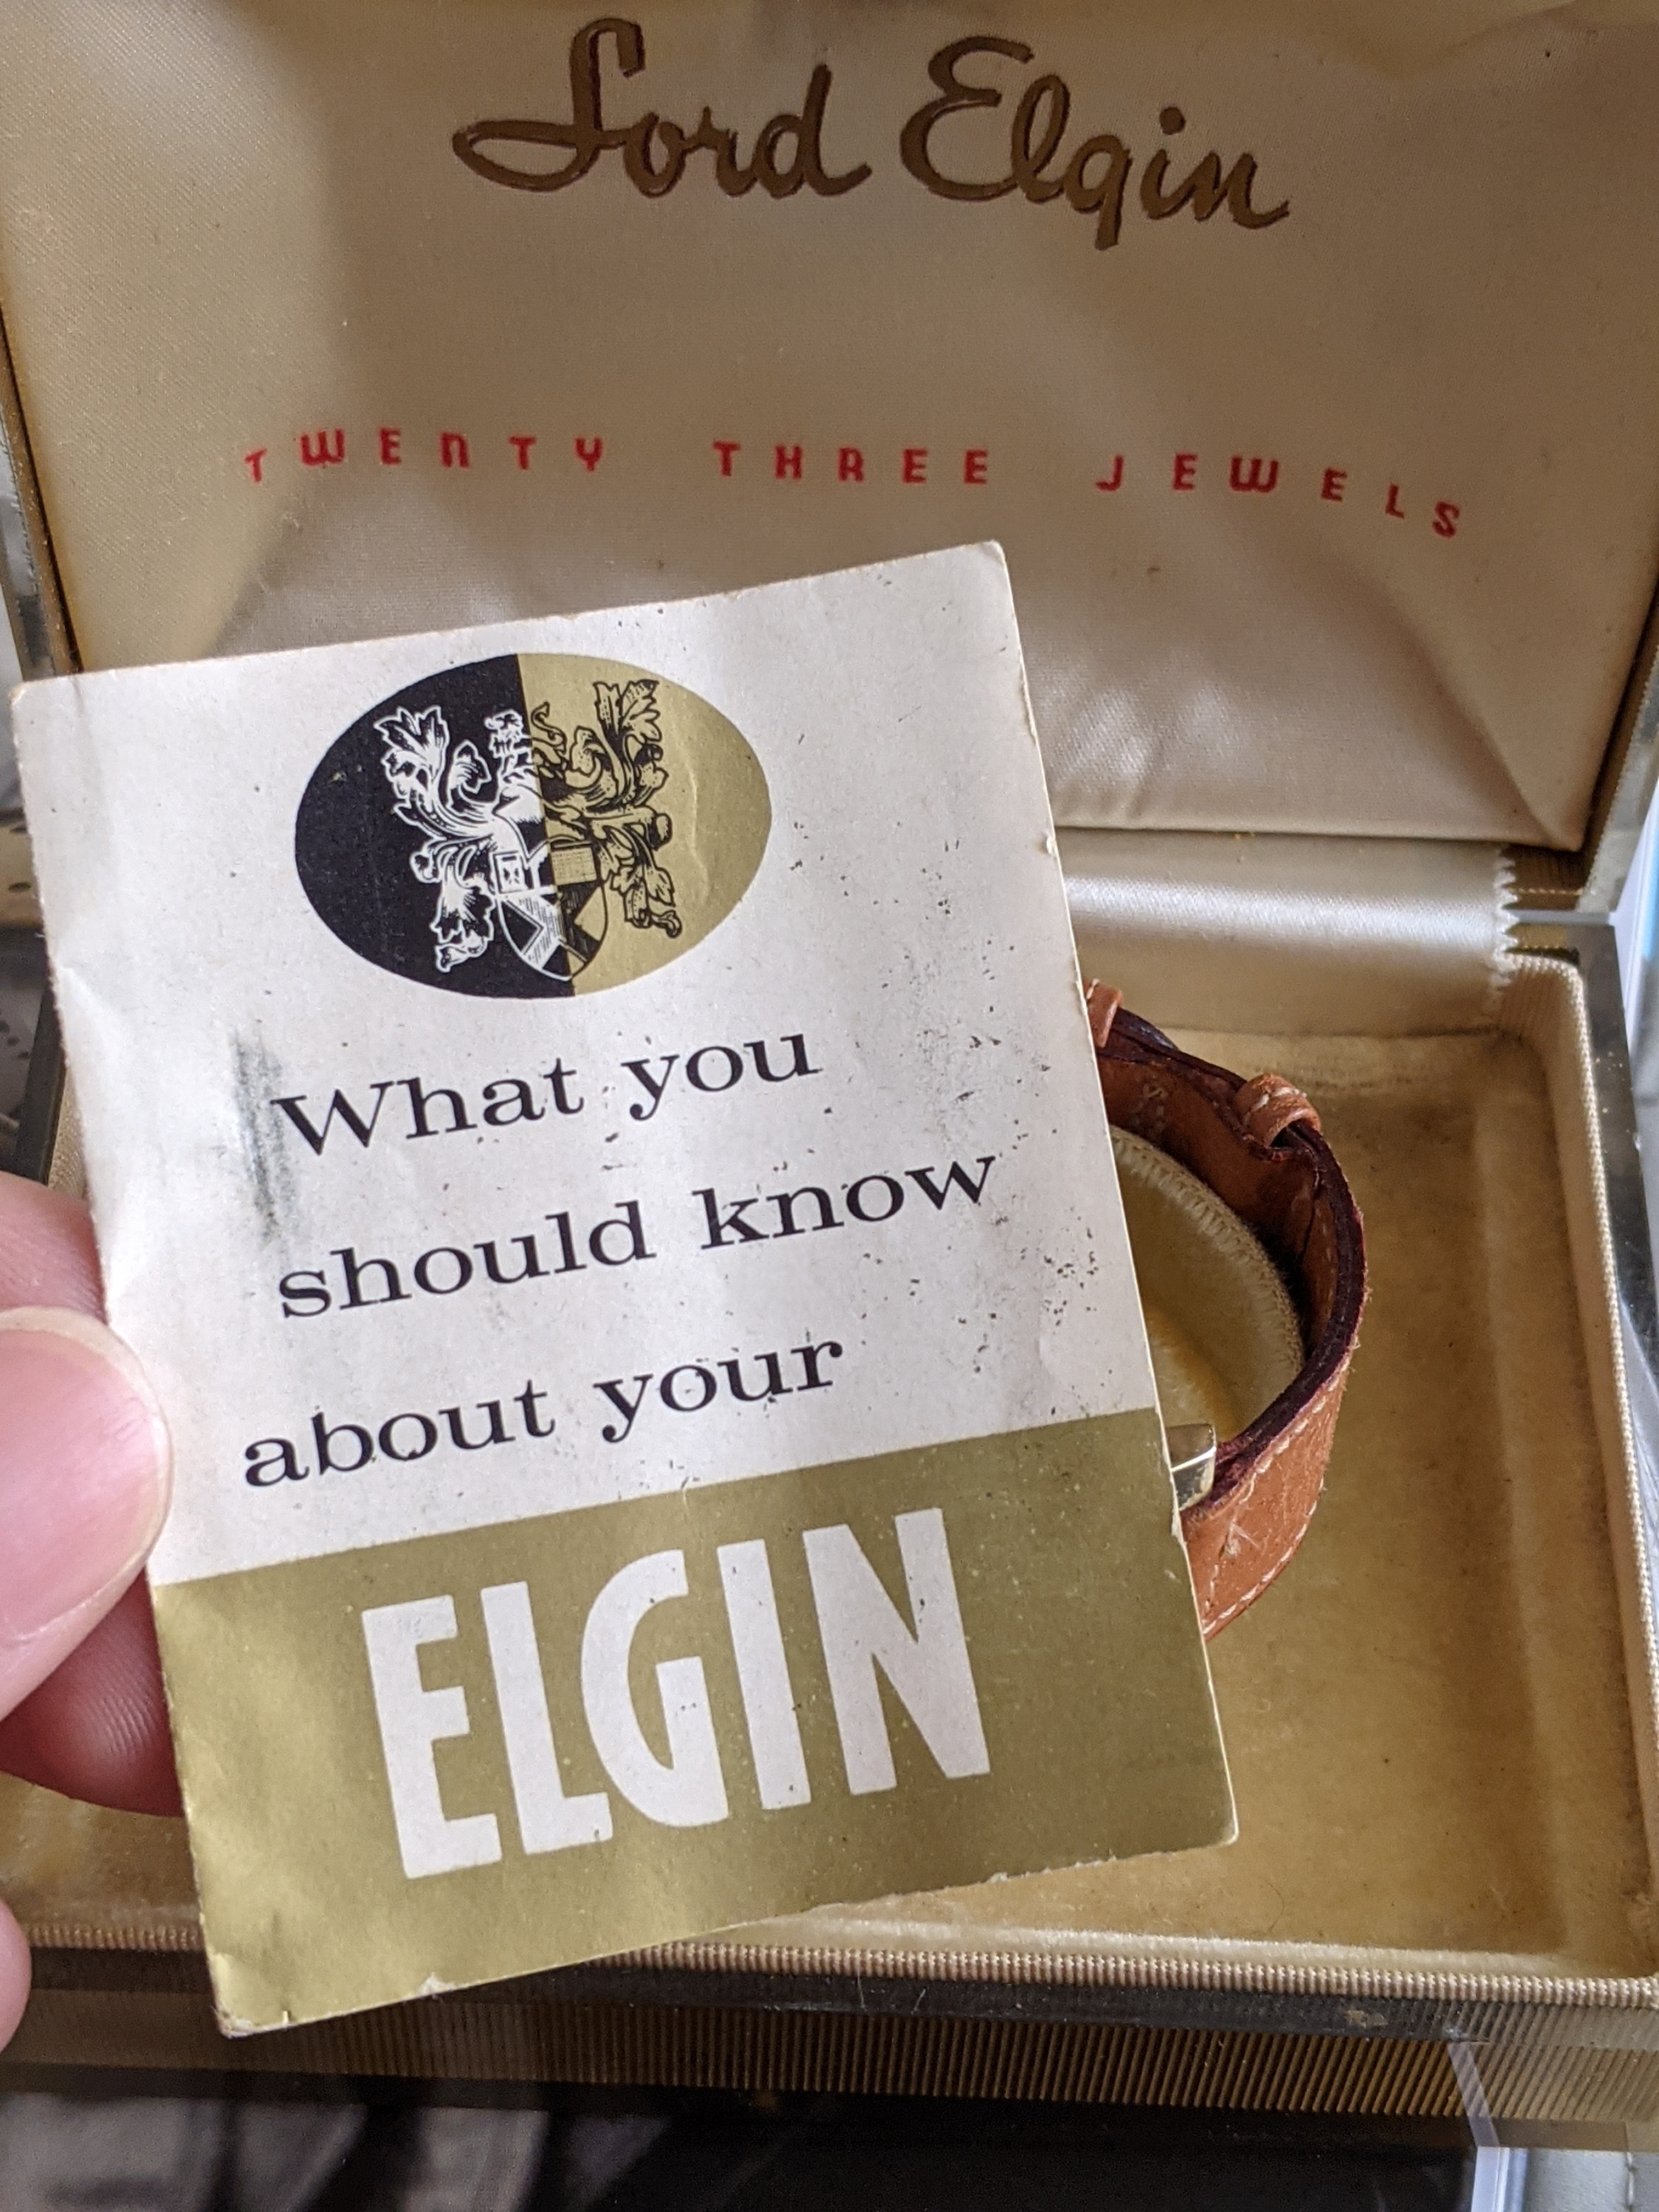 Lord Elgin
TWENTY THREE JEWELS
What you
should know
about your
ELGIN